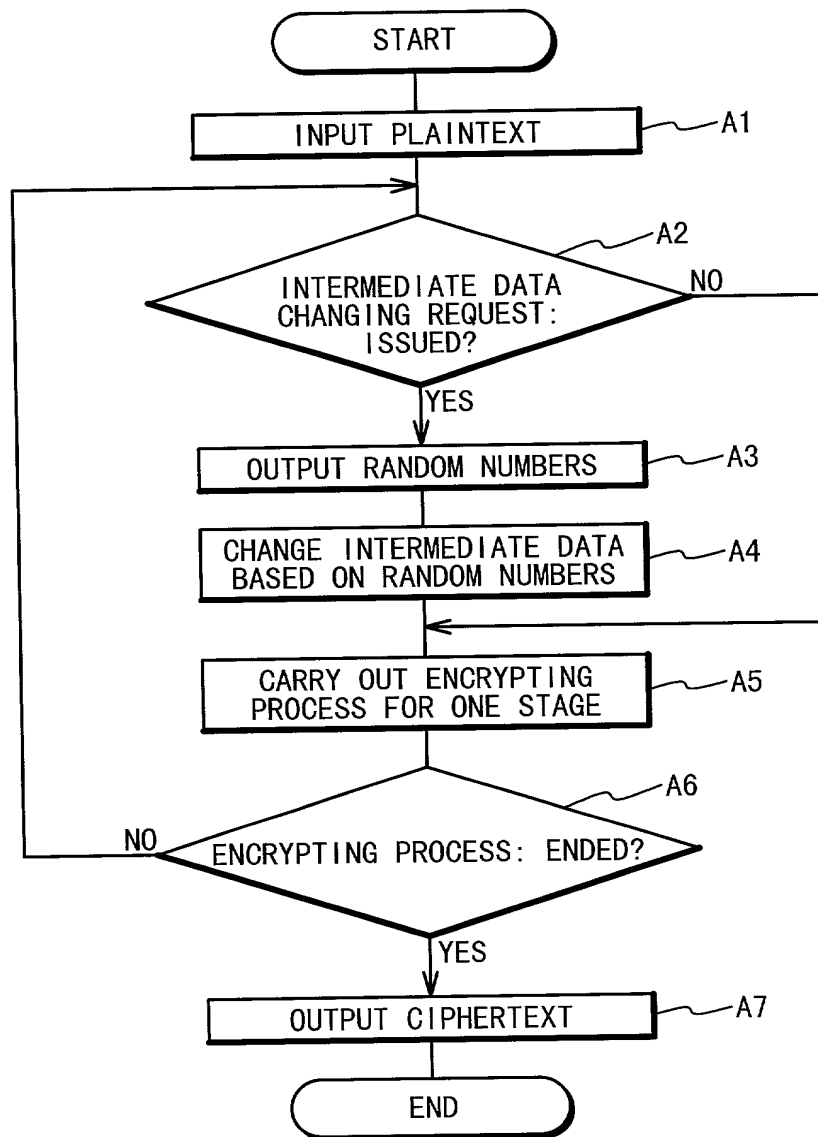 START
INPUT PLAINTEXT
A1
A2
INTERMEDIATE DATA
CHANGING REQUEST:
ISSUED?
NO
YES
OUTPUT RANDOM NUMBERS
A3
CHANGE INTERMEDIATE DATA
BASED ON RANDOM NUMBERS
A4
CARRY OUT ENCRYPTING
PROCESS FOR ONE STAGE
A5
A6
NO
ENCRYPTING PROCESS: ENDED?
YES
OUTPUT CIPHERTEXT
A7
END